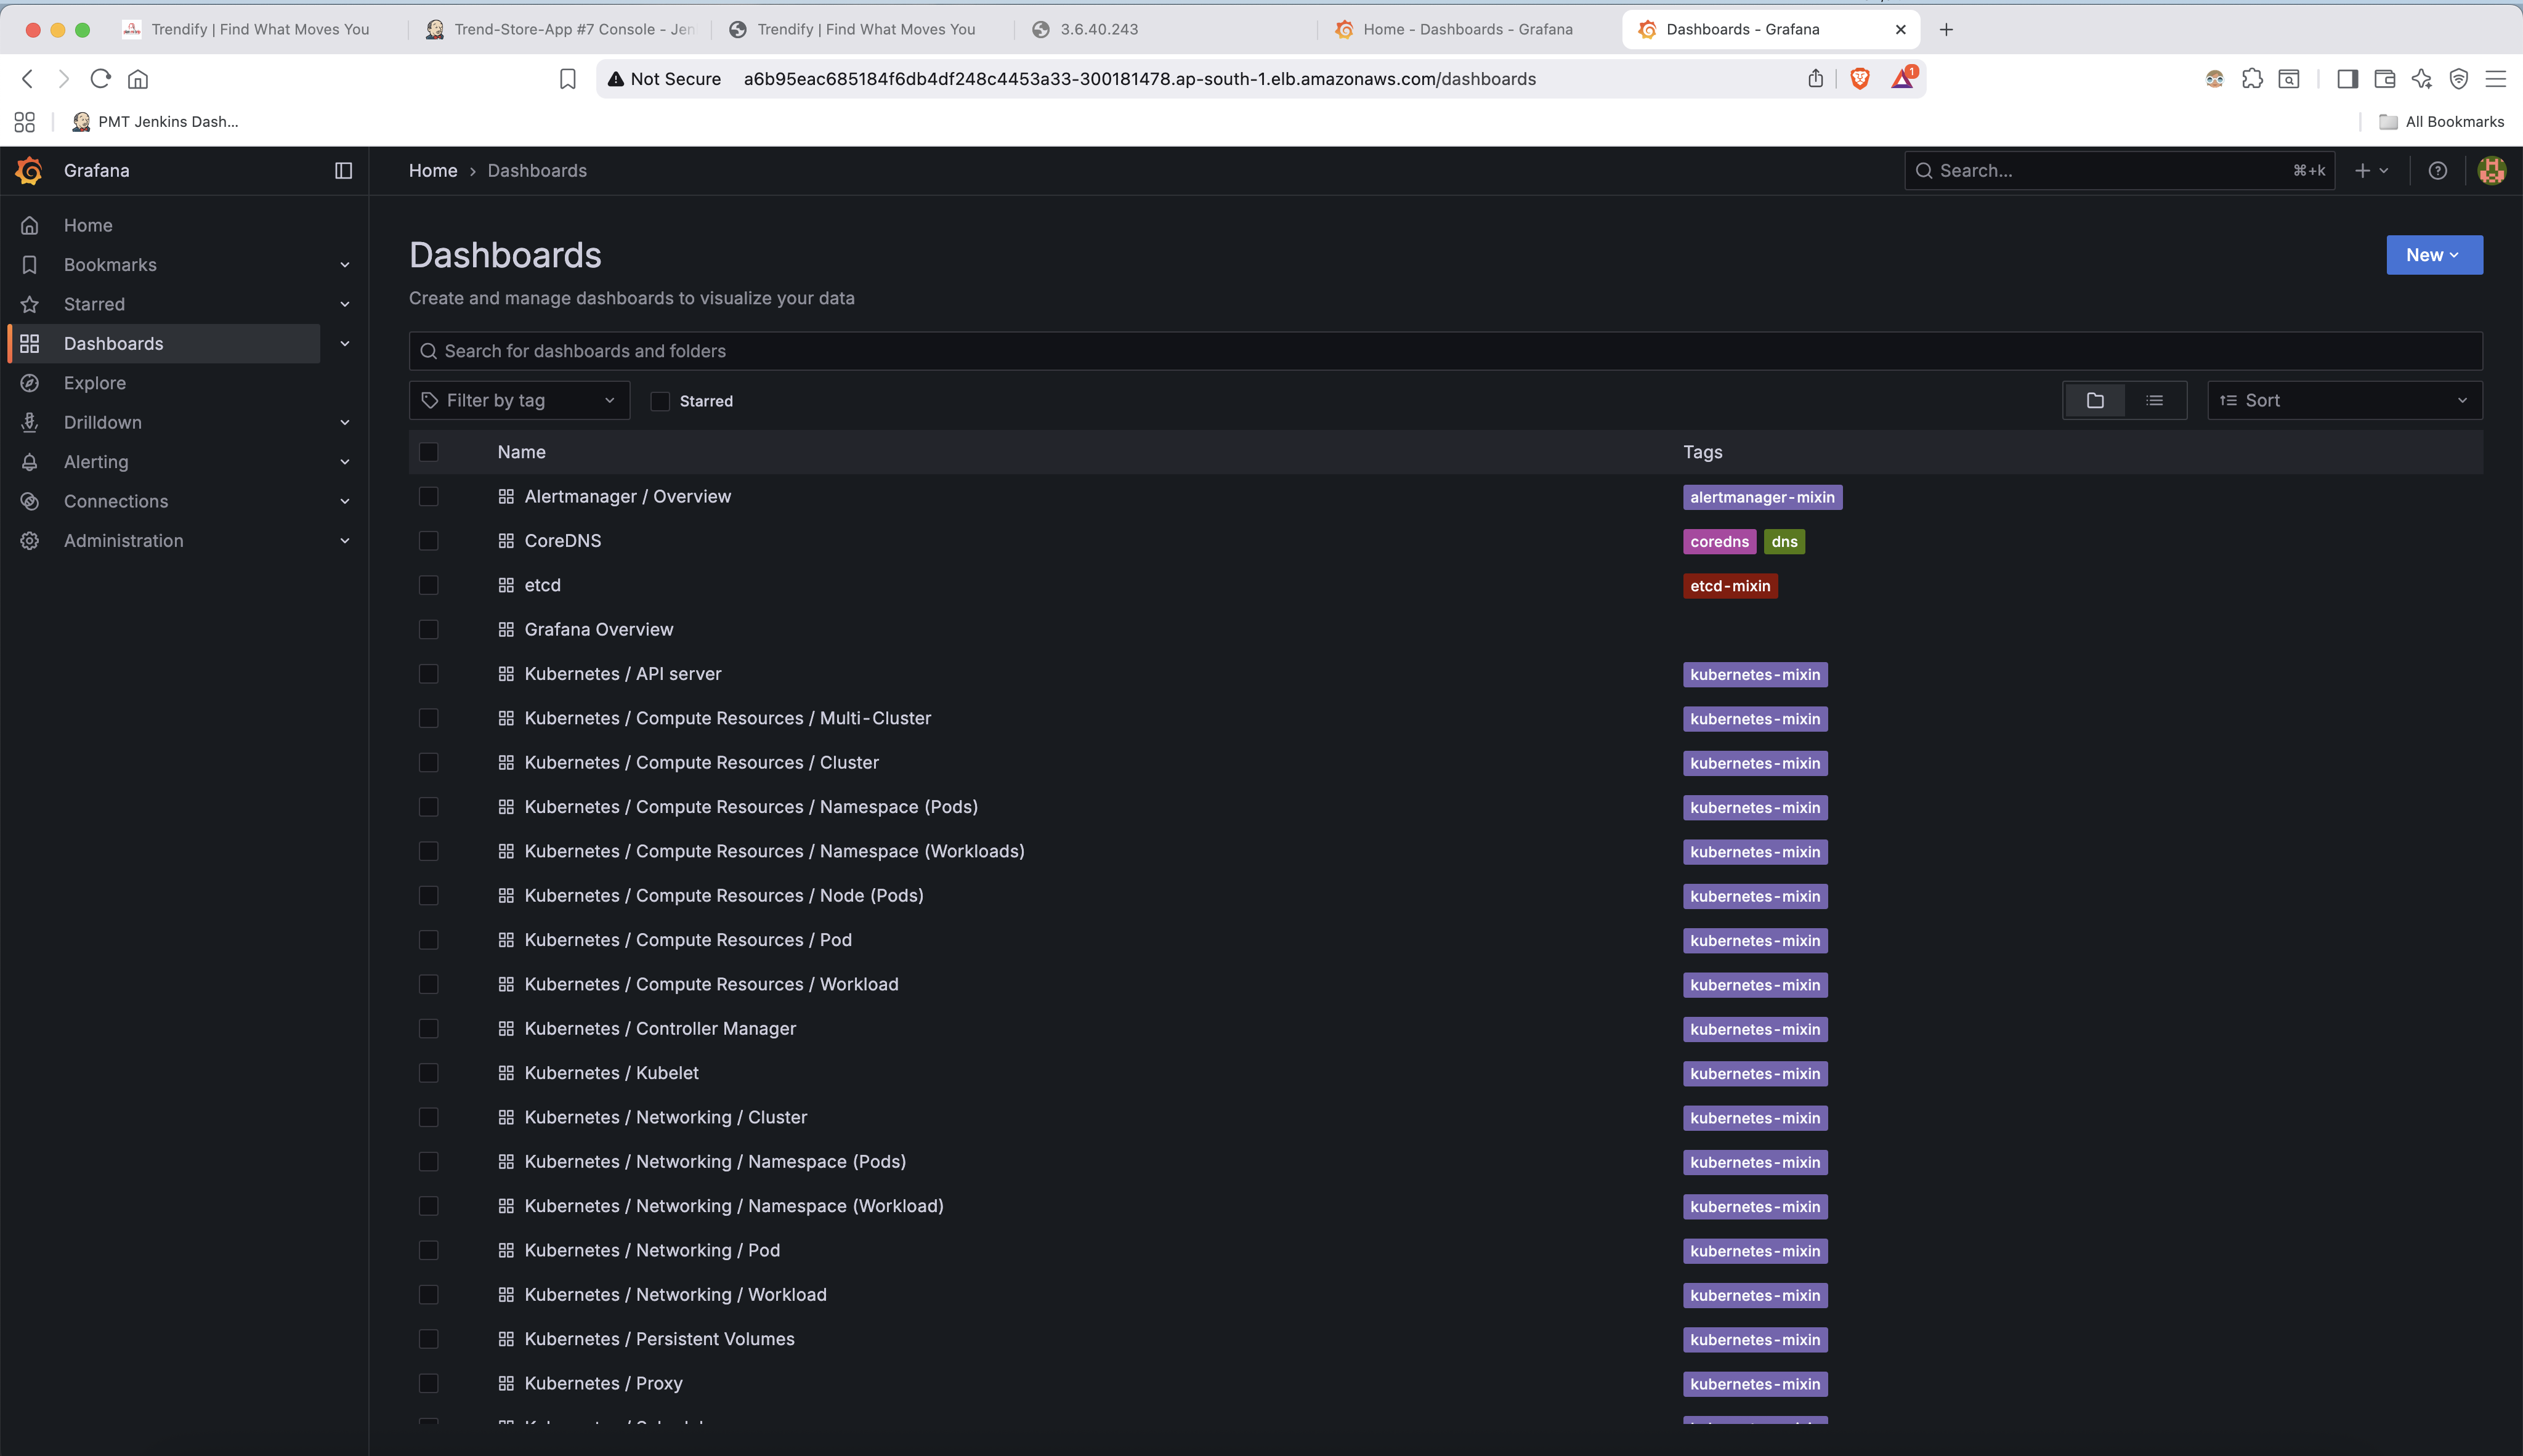 Trendify | Find What Moves You
Trend-Store-App #7 Console - Jen
Trendify | Find What Moves You
3.6.40.243
Home - Dashboards - Grafana
Dashboards - Grafana
Not Secure a6b95eac685184f6db4df248c4453a33-300181478.ap-south-1.elb.amazonaws.com/dashboards
1
PMT Jenkins Dash...
All Bookmarks
Grafana
Home › Dashboards
Search...
⌘+k
Home
Bookmarks
Starred
Dashboards
Explore
Drilldown
Alerting
Connections
Administration
Dashboards
New
Create and manage dashboards to visualize your data
Search for dashboards and folders
Filter by tag
Starred
Sort
Name Tags
Alertmanager / Overview alertmanager-mixin
CoreDNS coredns dns
etcd etcd-mixin
Grafana Overview
Kubernetes / API server kubernetes-mixin
Kubernetes / Compute Resources / Multi-Cluster kubernetes-mixin
Kubernetes / Compute Resources / Cluster kubernetes-mixin
Kubernetes / Compute Resources / Namespace (Pods) kubernetes-mixin
Kubernetes / Compute Resources / Namespace (Workloads) kubernetes-mixin
Kubernetes / Compute Resources / Node (Pods) kubernetes-mixin
Kubernetes / Compute Resources / Pod kubernetes-mixin
Kubernetes / Compute Resources / Workload kubernetes-mixin
Kubernetes / Controller Manager kubernetes-mixin
Kubernetes / Kubelet kubernetes-mixin
Kubernetes / Networking / Cluster kubernetes-mixin
Kubernetes / Networking / Namespace (Pods) kubernetes-mixin
Kubernetes / Networking / Namespace (Workload) kubernetes-mixin
Kubernetes / Networking / Pod kubernetes-mixin
Kubernetes / Networking / Workload kubernetes-mixin
Kubernetes / Persistent Volumes kubernetes-mixin
Kubernetes / Proxy kubernetes-mixin